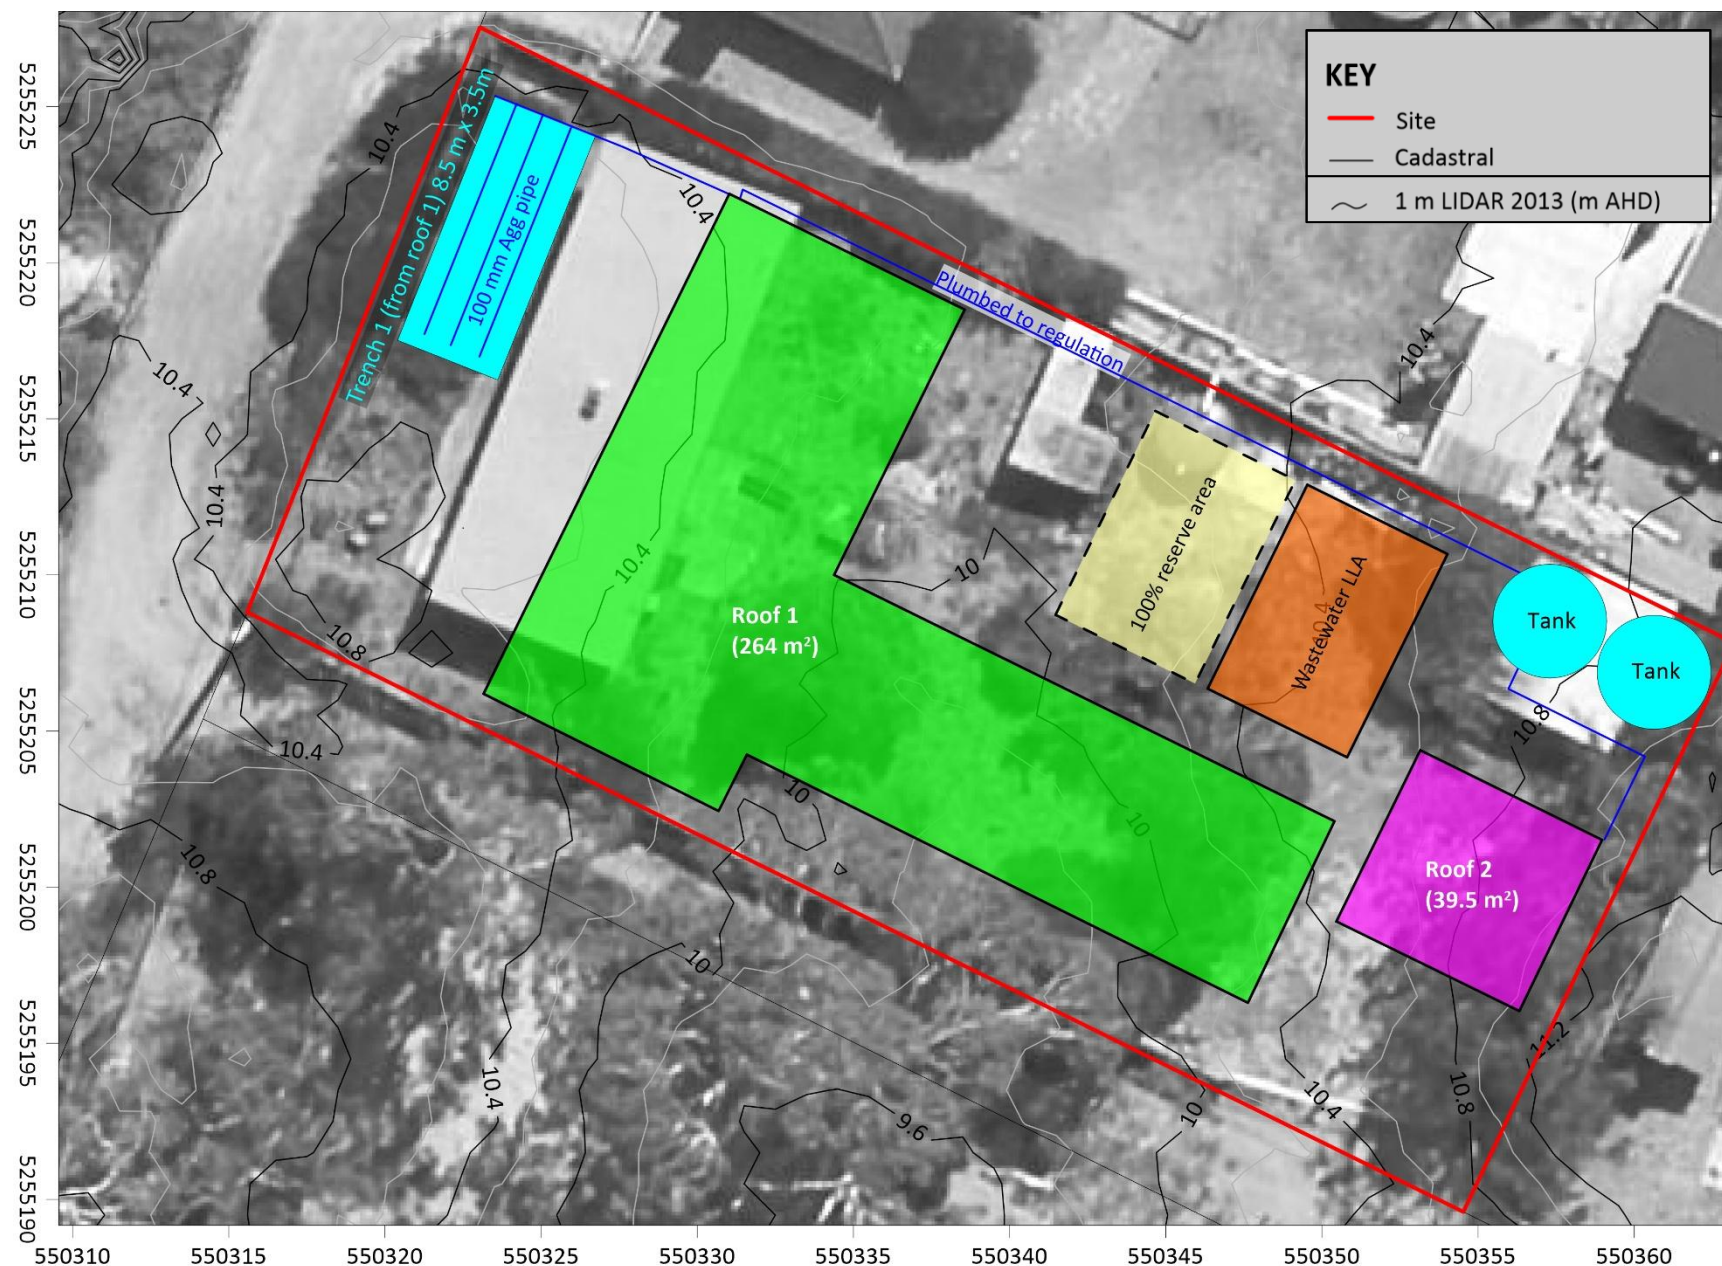 KEY
Site
Cadastral
1 m LIDAR 2013 (m AHD)
5255225
5255220
5255215
5255210
5255205
5255200
5255195
5255190
550310
550315
550320
550325
550330
550335
550340
550345
550350
550355
550360
Trench 1 (from roof 1) 8.5 m x 3.5m
100 mm Agg pipe
Plumbed to regulation
Roof 1
(264 m²)
100% reserve area
Wastewater LLA
Tank
Tank
Roof 2
(39.5 m²)
10.4
10.4
10.4
10.4
10.4
10.4
10
10.4
10.8
10.4
10.8
10
10
10.8
10
10.4
9.6
10
10.4
10.8
11.2